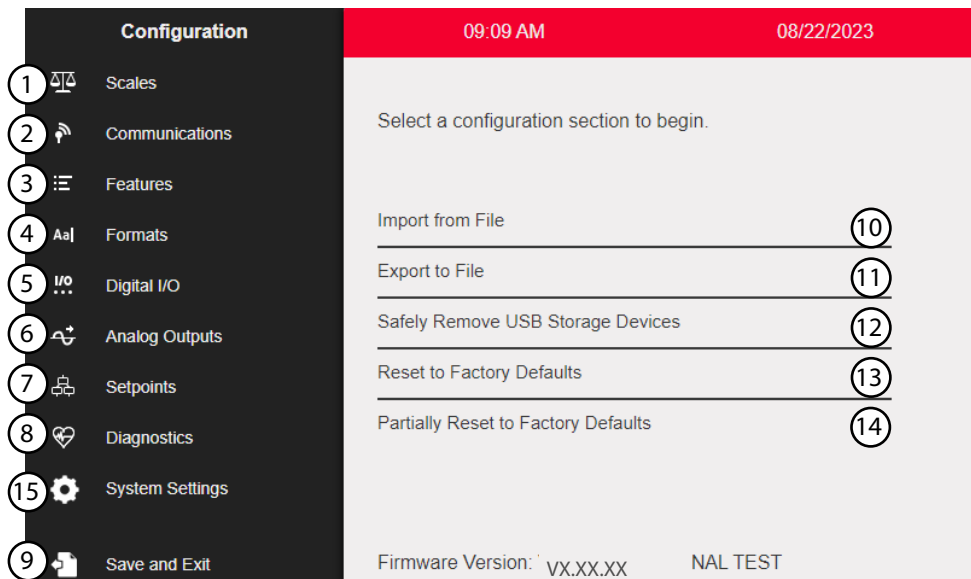 Configuration 09:09 AM 08/22/2023
1 Scales
2 Communications
3 Features
4 Aa Formats
5 I/O Digital I/O
6 Analog Outputs
7 Setpoints
8 Diagnostics
15 System Settings
9 Save and Exit
Select a configuration section to begin.
Import from File 10
Export to File 11
Safely Remove USB Storage Devices 12
Reset to Factory Defaults 13
Partially Reset to Factory Defaults 14
Firmware Version: VX.XX.XX NAL TEST